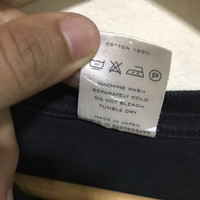 COTTON 100%
P
MACHINE WASH
SEPARATELY COLD
DO NOT BLEACH
TUMBLE DRY
MADE IN JAPAN